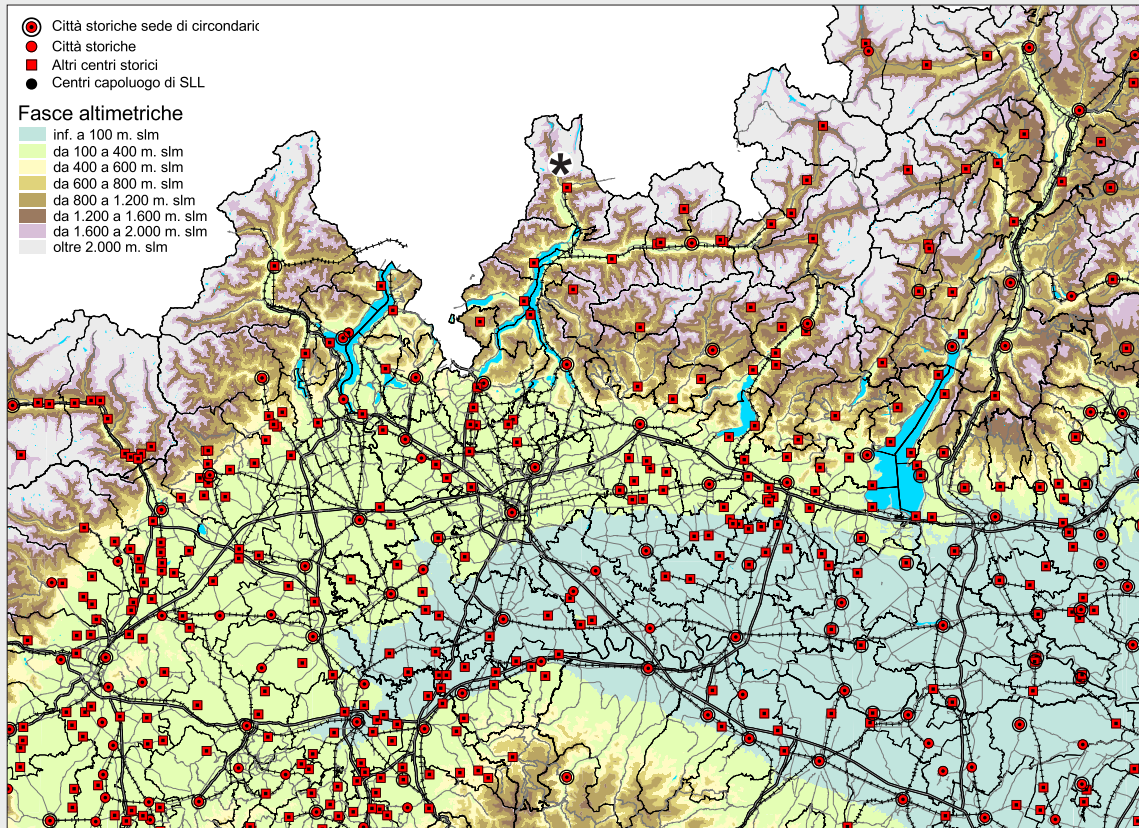 Città storiche sede di circondario
Città storiche
Altri centri storici
Centri capoluogo di SLL
Fasce altimetriche
inf. a 100 m. slm
da 100 a 400 m. slm
da 400 a 600 m. slm
da 600 a 800 m. slm
da 800 a 1.200 m. slm
da 1.200 a 1.600 m. slm
da 1.600 a 2.000 m. slm
oltre 2.000 m. slm
*